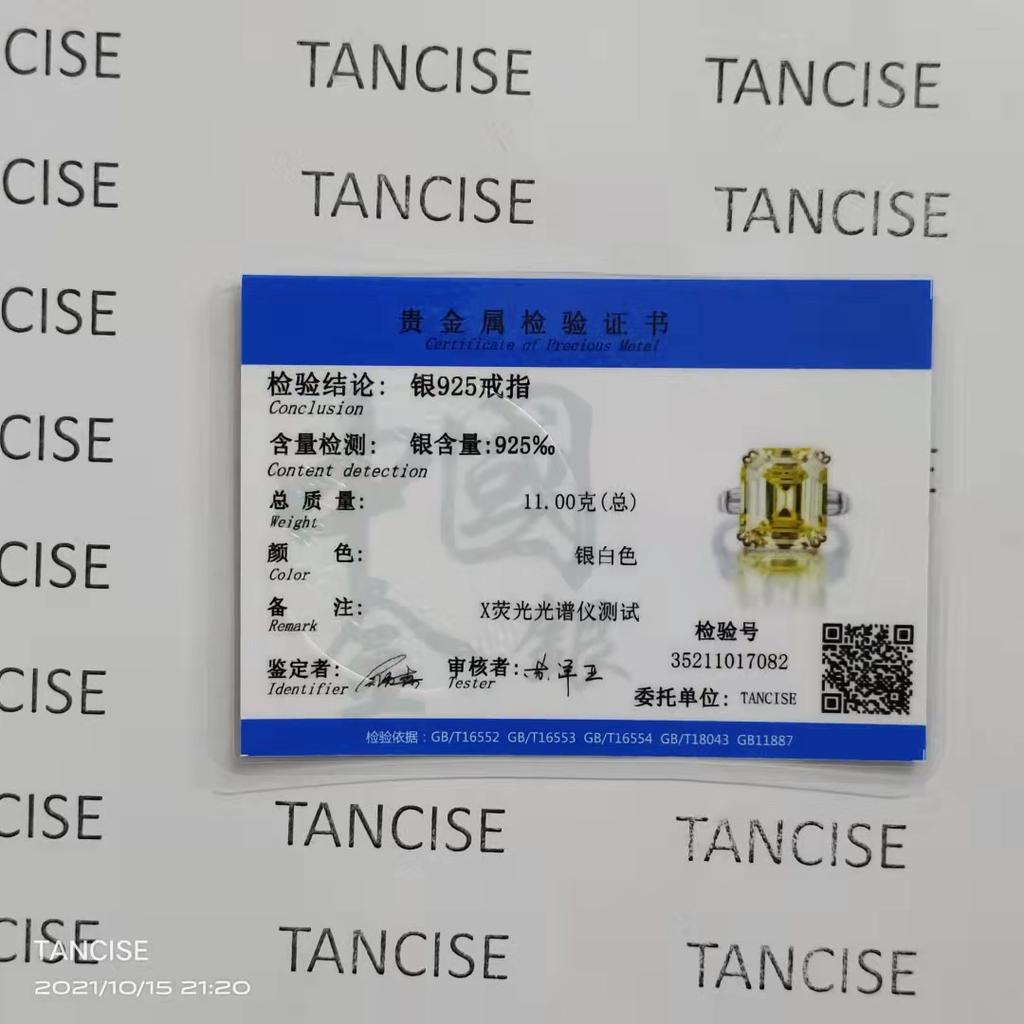 CISE TANCISE TANCISE
CISE TANCISE TANCISE
CISE
贵金属检验证书
Certificate of Precious Metal
检验结论: 银925戒指
Conclusion
含量检测: 银含量:925‰
Content detection
总质量: 11.00克(总)
Weight
颜色: 银白色
Color
备注: X荧光光谱仪测试
Remark
鉴定者:
Identifier
审核者:
Tester
检验号
35211017082
委托单位: TANCISE
检验依据:GB/T16552 GB/T16553 GB/T16554 GB/T18043 GB11887
CISE
E
CISE
CISE
CISE TANCISE TANCISE
CISE TANCISE TANCISE
TANCISE
2021/10/15 21:20